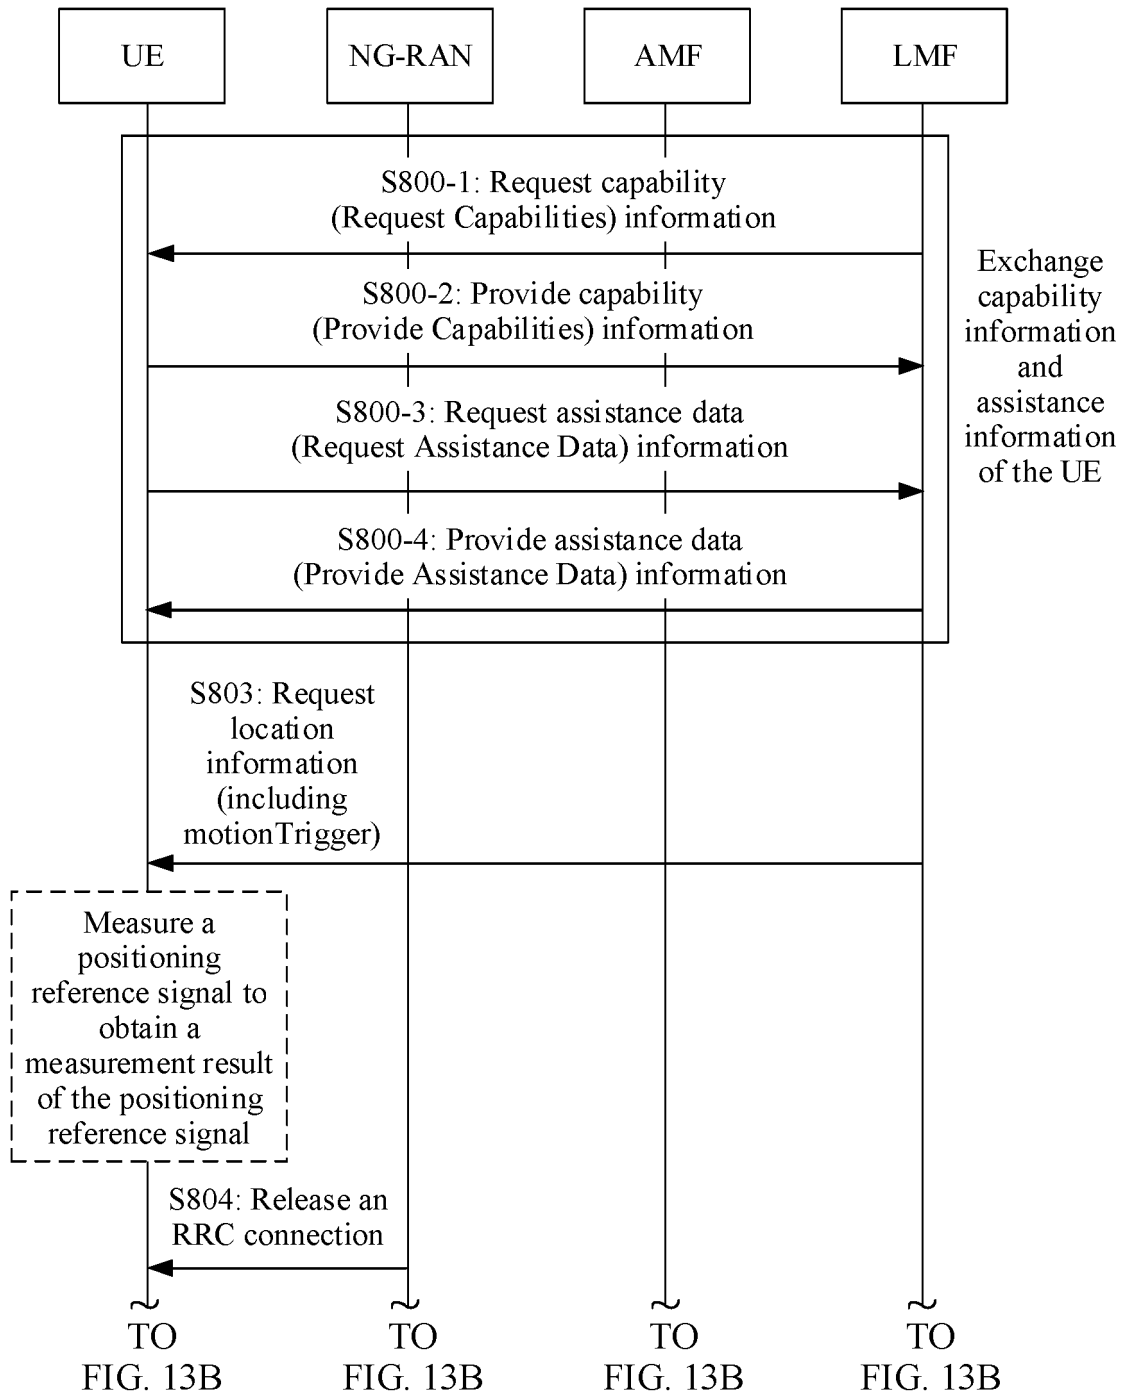 UE
NG-RAN
AMF
LMF
S800-1: Request capability
(Request Capabilities) information
S800-2: Provide capability
(Provide Capabilities) information
S800-3: Request assistance data
(Request Assistance Data) information
S800-4: Provide assistance data
(Provide Assistance Data) information
Exchange
capability
information
and
assistance
information
of the UE
S803: Request
location
information
(including
motionTrigger)
Measure a
positioning
reference signal to
obtain a
measurement result
of the positioning
reference signal
S804: Release an
RRC connection
TO
FIG. 13B
TO
FIG. 13B
TO
FIG. 13B
TO
FIG. 13B